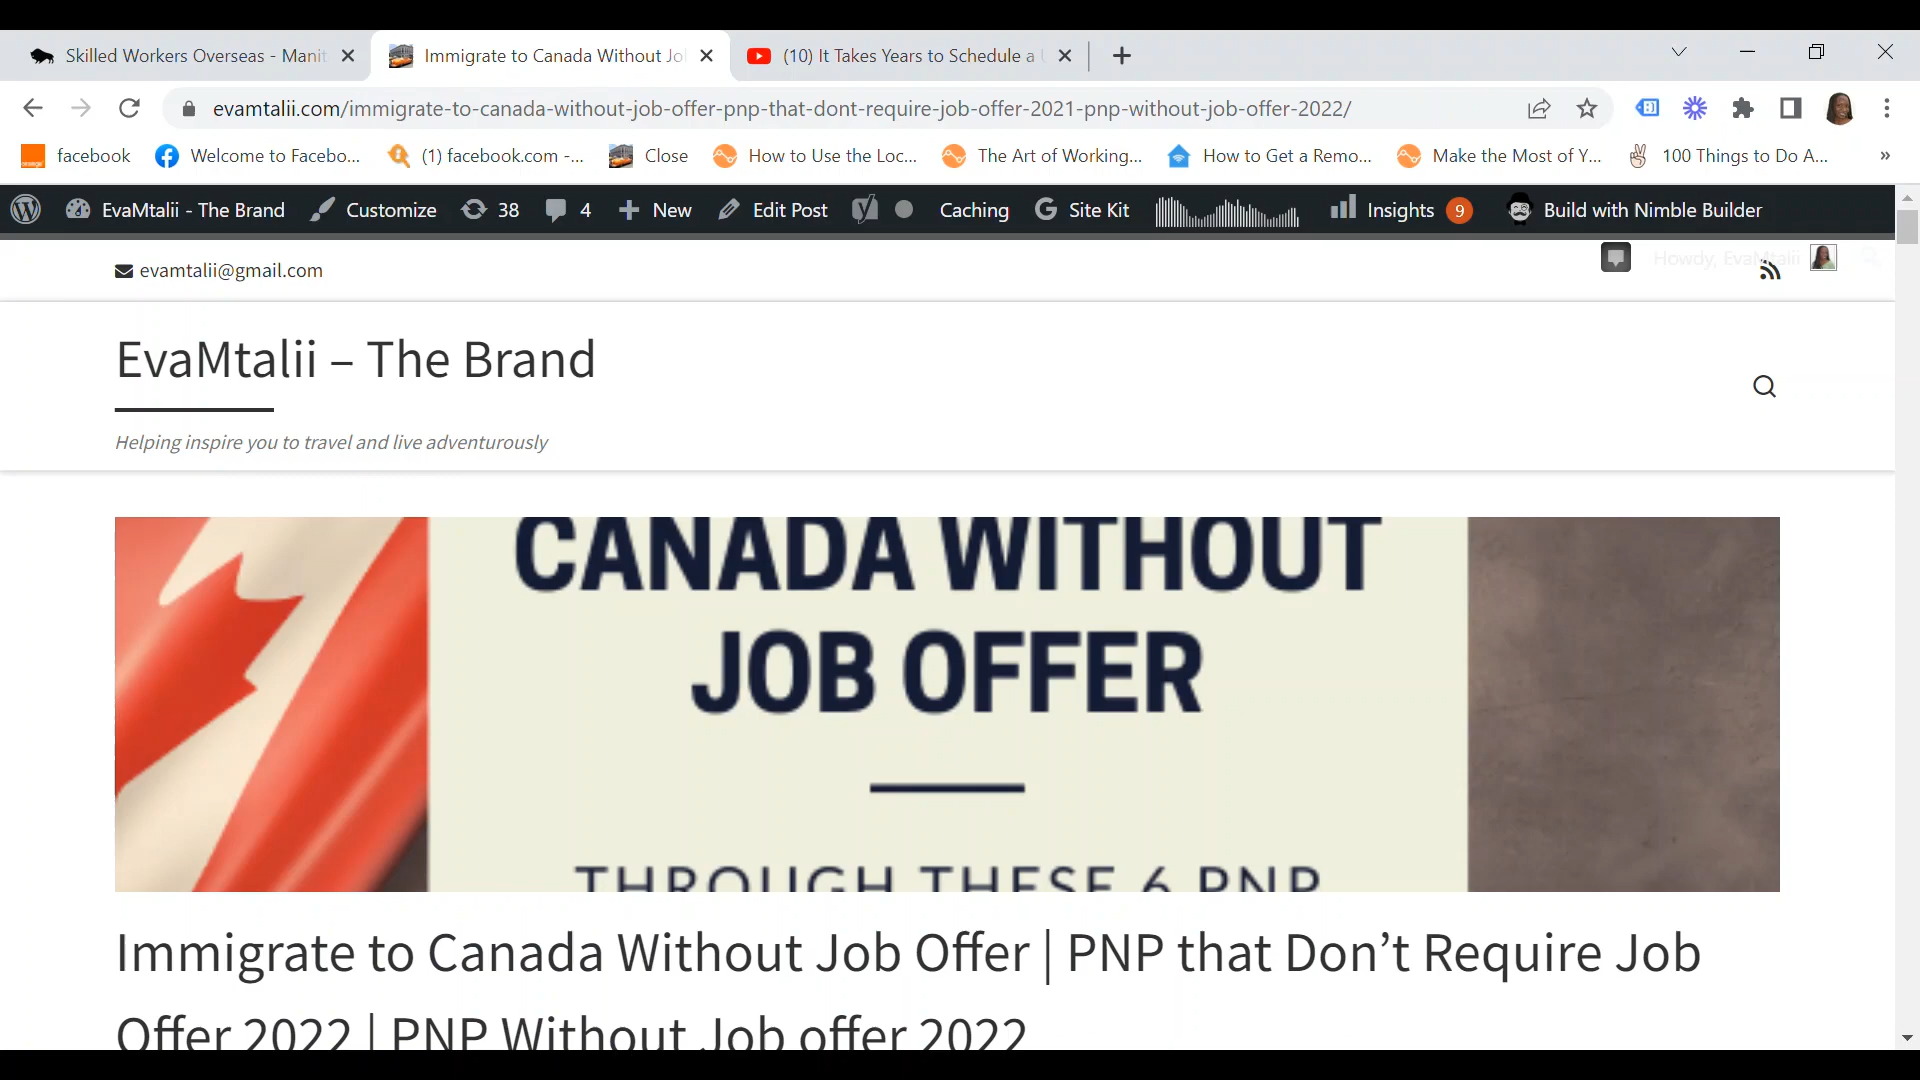 Skilled Workers Overseas - Manit
Immigrate to Canada Without Jo
(10) It Takes Years to Schedule a
evamtalii.com/immigrate-to-canada-without-job-offer-pnp-that-dont-require-job-offer-2021-pnp-without-job-offer-2022/
facebook Welcome to Facebo... (1) facebook.com -... Close How to Use the Loc... The Art of Working... How to Get a Remo... Make the Most of Y... 100 Things to Do A... »
EvaMtalii - The Brand Customize 38 4 New Edit Post Caching Site Kit Insights 9 Build with Nimble Builder
evamtalii@gmail.com
Howdy, EvaMtalii
EvaMtalii – The Brand
Helping inspire you to travel and live adventurously
CANADA WITHOUT
JOB OFFER
THROUGH THESE 6 PNP
Immigrate to Canada Without Job Offer | PNP that Don’t Require Job
Offer 2022 | PNP Without Job offer 2022